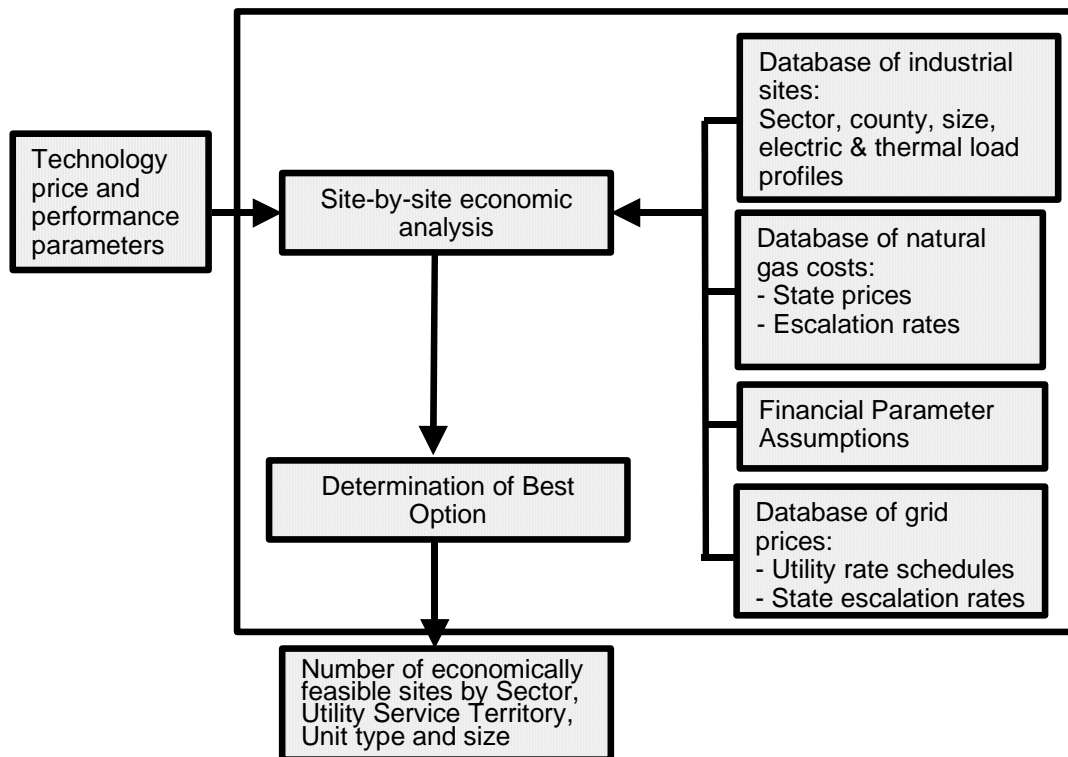 Technology
price and
performance
parameters
Site-by-site economic
analysis
Determination of Best
Option
Number of economically
feasible sites by Sector,
Utility Service Territory,
Unit type and size
Database of industrial
sites:
Sector, county, size,
electric & thermal load
profiles
Database of natural
gas costs:
- State prices
- Escalation rates
Financial Parameter
Assumptions
Database of grid
prices:
- Utility rate schedules
- State escalation rates